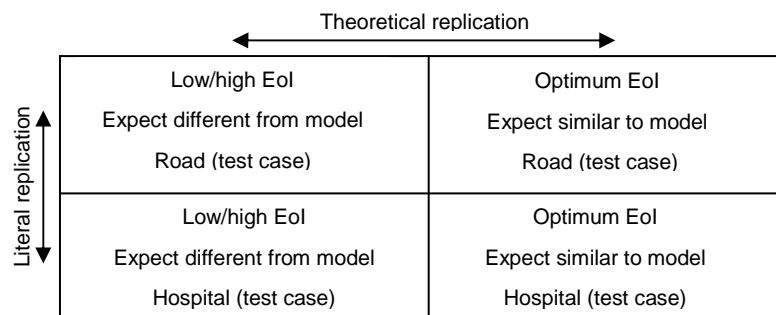 Theoretical replication
Literal replication
Low/high EoI
Expect different from model
Road (test case)
Optimum EoI
Expect similar to model
Road (test case)
Low/high EoI
Expect different from model
Hospital (test case)
Optimum EoI
Expect similar to model
Hospital (test case)